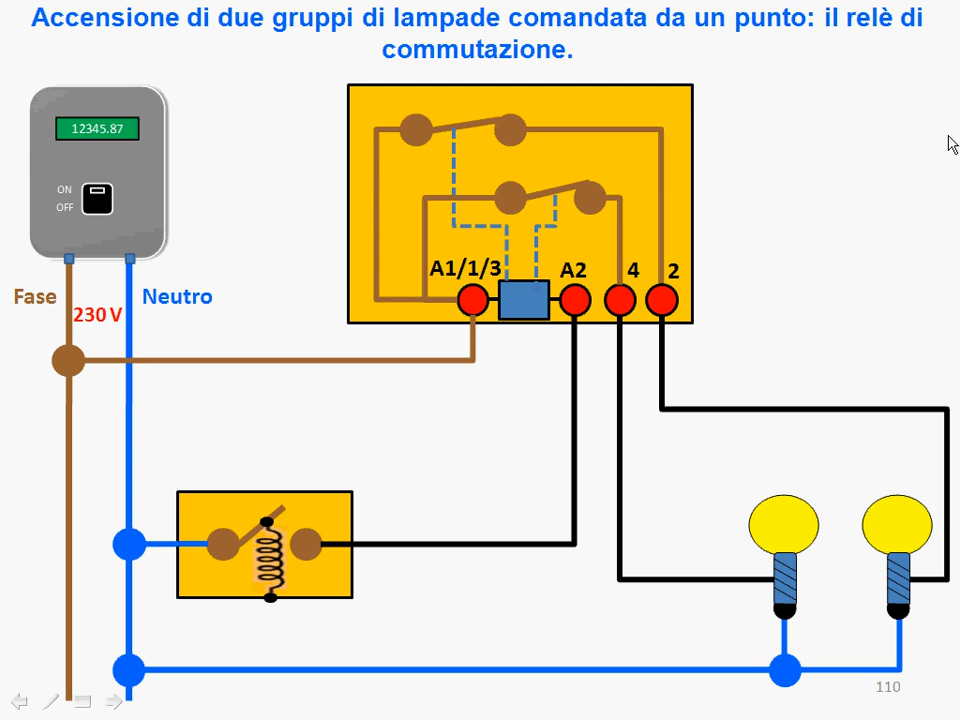 Accensione di due gruppi di lampade comandata da un punto: il relè di
commutazione.
12345.87
ON
OFF
A1/1/3
A2
4
2
Fase
Neutro
230 V
110